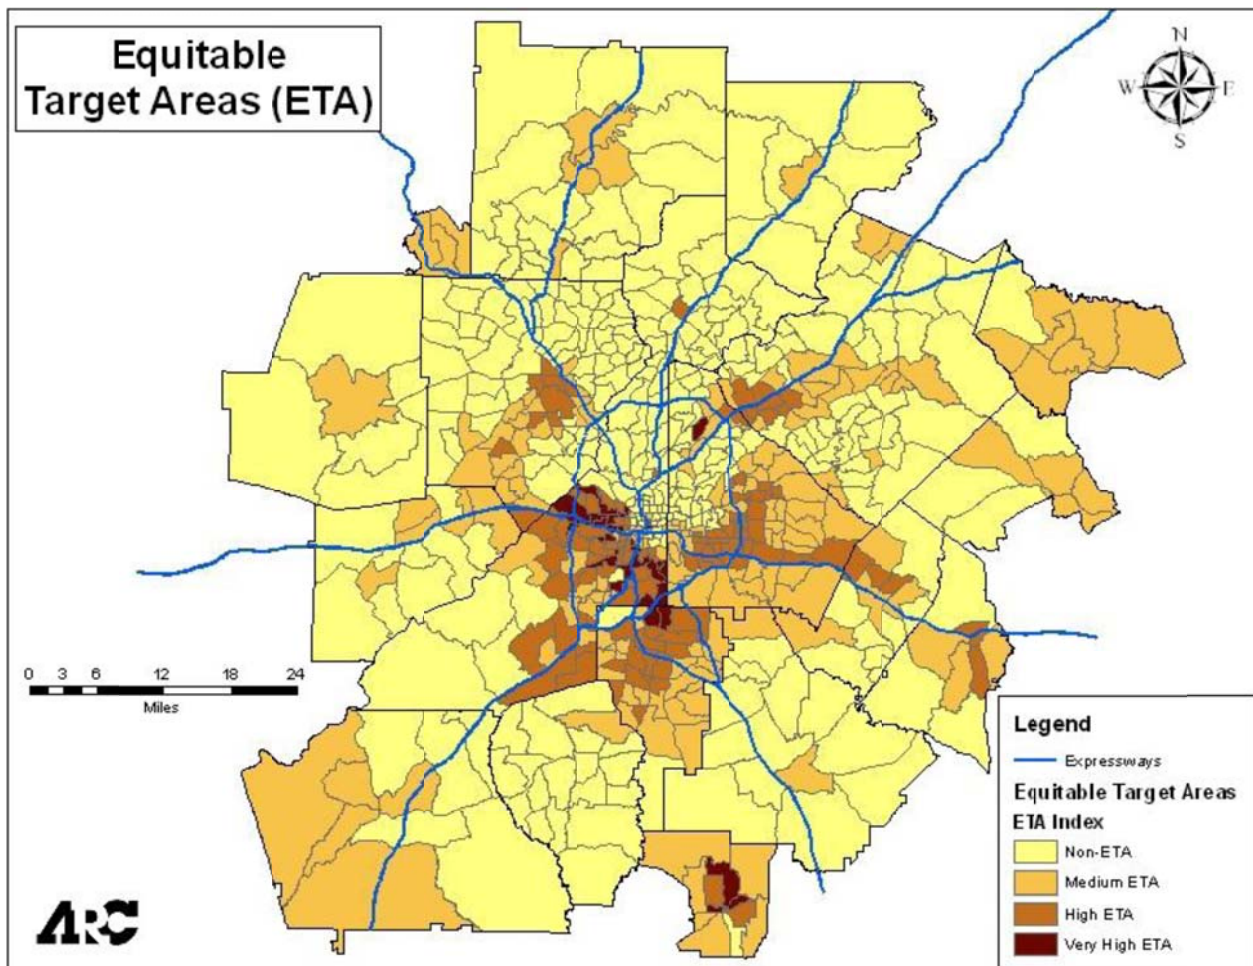 Equitable
Target Areas (ETA)
N
W E
S
0 3 6 12 18 24
Miles
Legend
Expressways
Equitable Target Areas
ETA Index
Non-ETA
Medium ETA
High ETA
Very High ETA
ARC